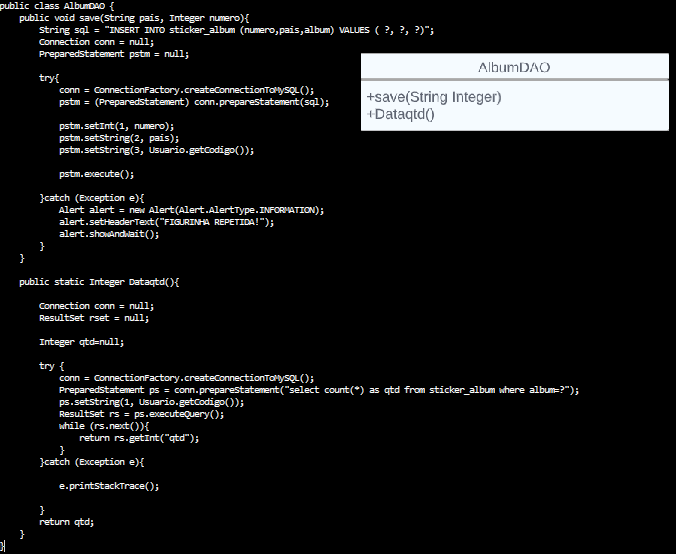 public class AlbumDAO {
public void save(String pais, Integer numero){
String sql = "INSERT INTO sticker_album (numero,pais,album) VALUES ( ?, ?, ?)";
Connection conn = null;
PreparedStatement pstm = null;
try{
conn = ConnectionFactory.createConnectionToMySQL();
pstm = (PreparedStatement) conn.prepareStatement(sql);
pstm.setInt(1, numero);
pstm.setString(2, pais);
pstm.setString(3, Usuario.getCodigo());
pstm.execute();
}catch (Exception e){
Alert alert = new Alert(Alert.AlertType.INFORMATION);
alert.setHeaderText("FIGURINHA REPETIDA!");
alert.showAndWait();
}
}
public static Integer Dataqtd(){
Connection conn = null;
ResultSet rset = null;
Integer qtd=null;
try {
conn = ConnectionFactory.createConnectionToMySQL();
PreparedStatement ps = conn.prepareStatement("select count(*) as qtd from sticker_album where album=?");
ps.setString(1, Usuario.getCodigo());
ResultSet rs = ps.executeQuery();
while (rs.next()){
return rs.getInt("qtd");
}
}catch (Exception e){
e.printStackTrace();
}
return qtd;
}
}
AlbumDAO
+save(String Integer)
+Dataqtd()